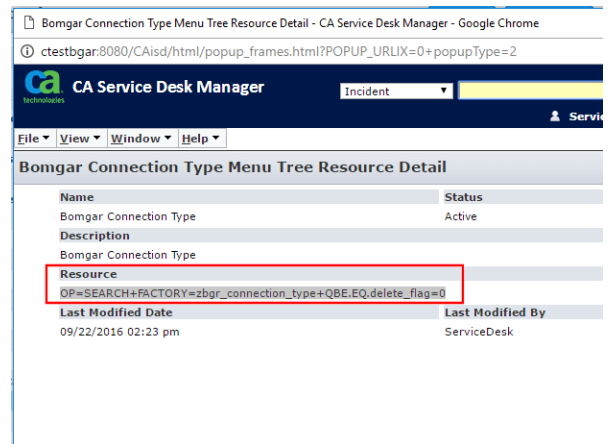 Bomgar Connection Type Menu Tree Resource Detail - CA Service Desk Manager - Google Chrome
ctestbgar:8080/CAisd/html/popup_frames.html?POPUP_URLIX=0+popupType=2
ca technologies CA Service Desk Manager Incident
Servic
File View Window Help
Bomgar Connection Type Menu Tree Resource Detail
Name Status
Bomgar Connection Type Active
Description
Bomgar Connection Type
Resource
OP=SEARCH+FACTORY=zbgr_connection_type+QBE.EQ.delete_flag=0
Last Modified Date Last Modified By
09/22/2016 02:23 pm ServiceDesk